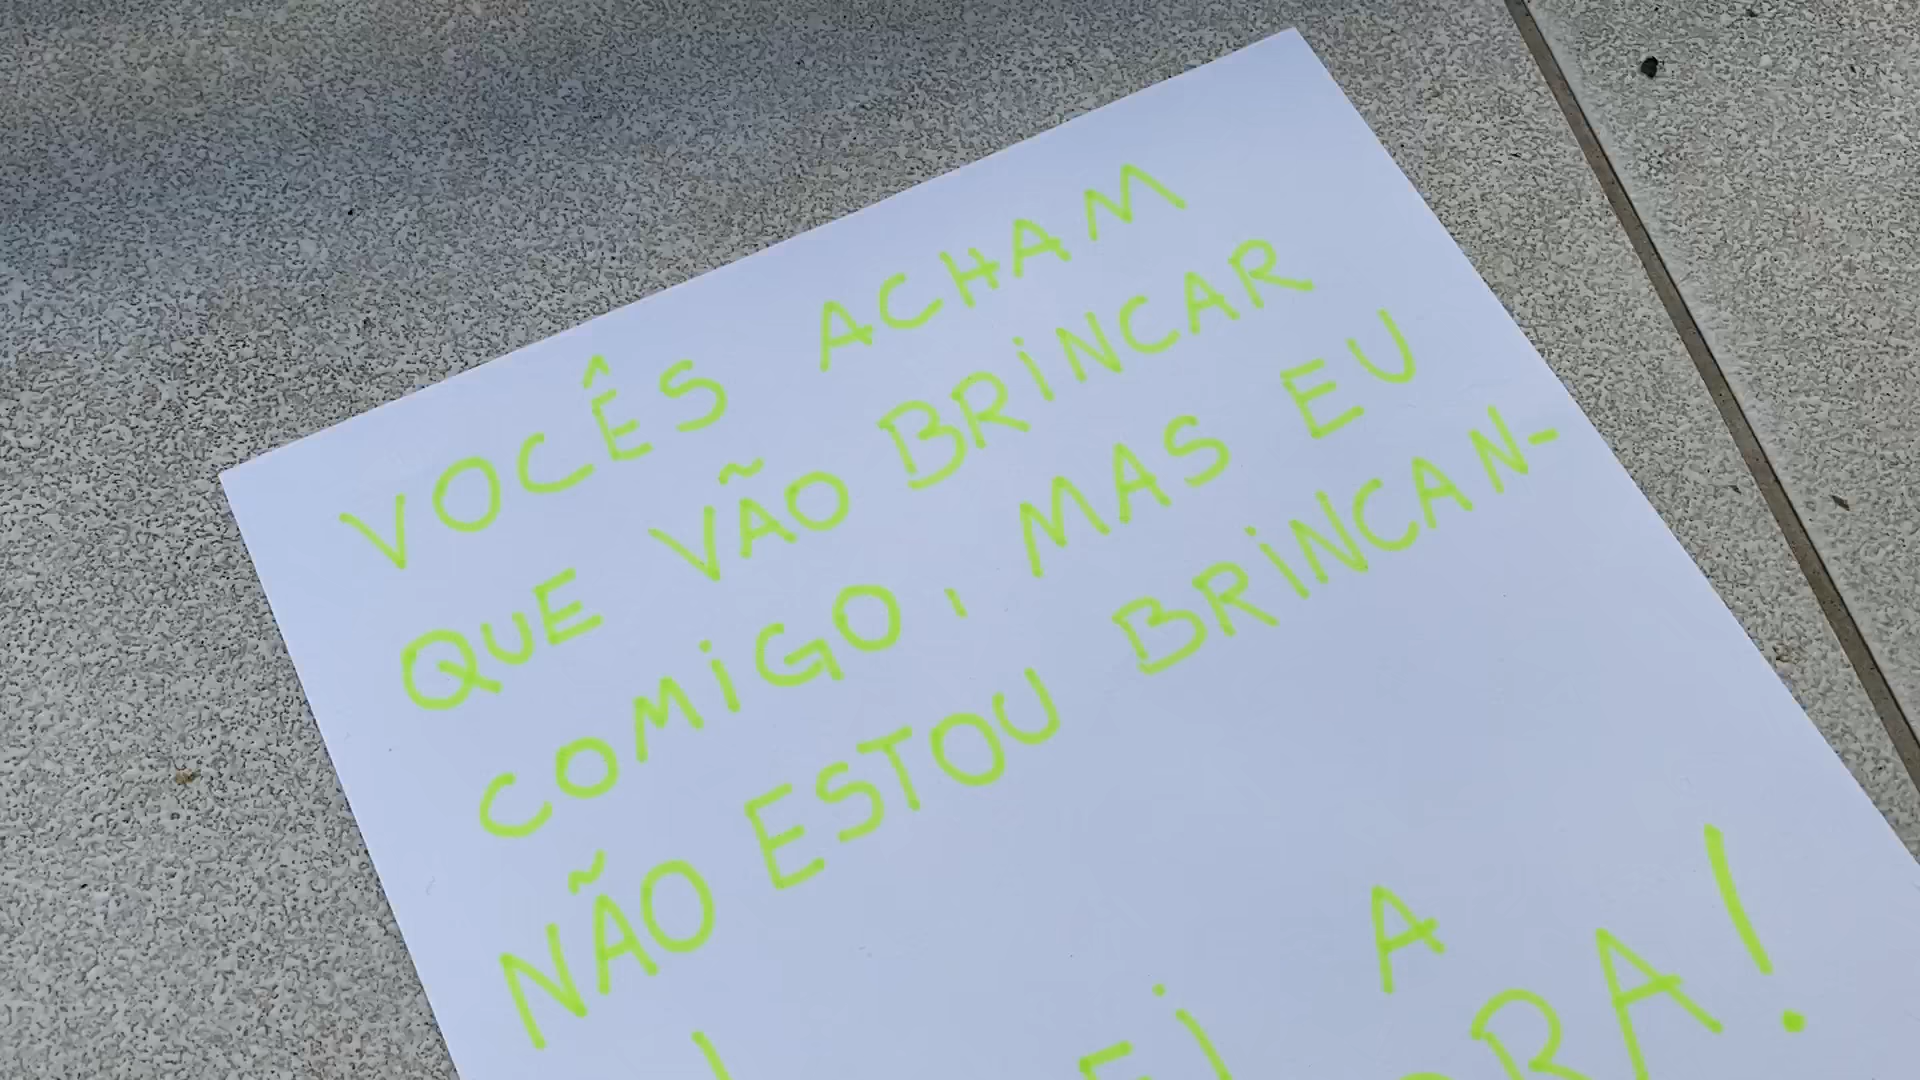 VOCÊS ACHAM
QUE VÃO BRINCAR
COMIGO, MAS EU
NÃO ESTOU BRINCAN-
A